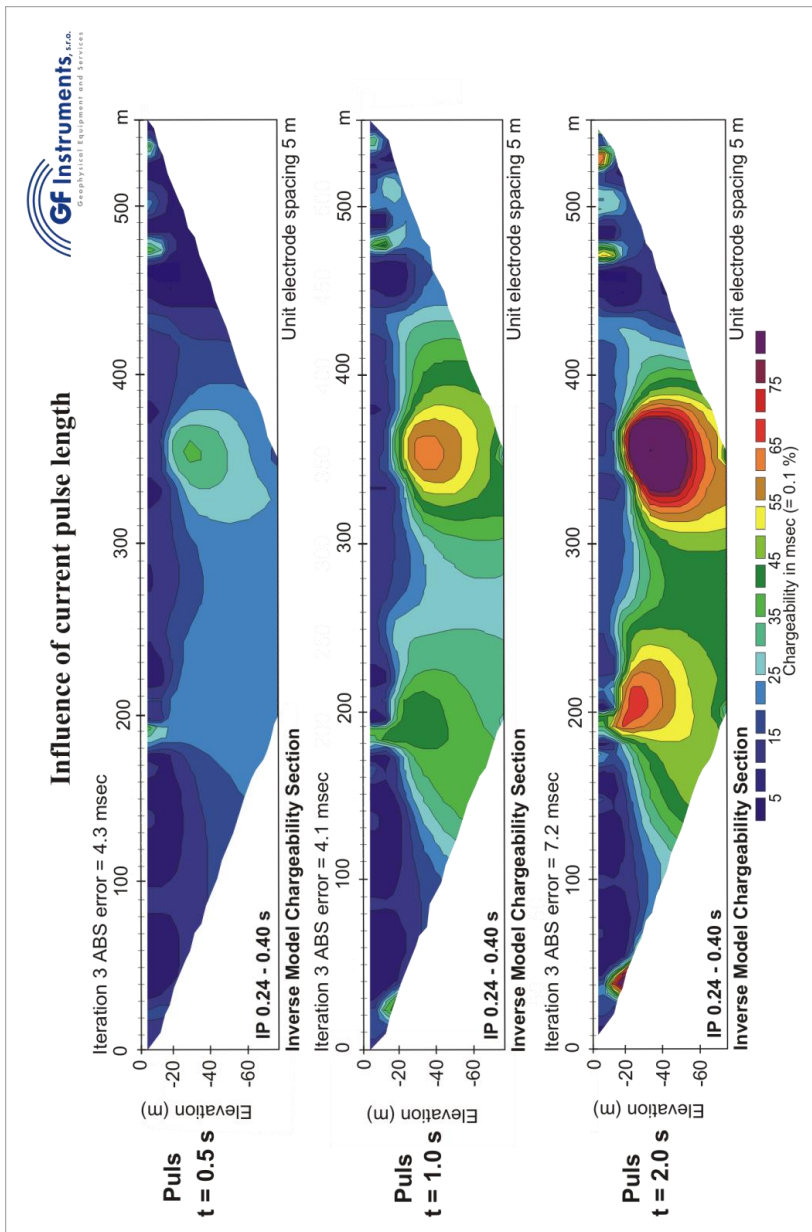 Influence of current pulse length
GF Instruments, s.r.o.
Geophysical Equipment and Services
Puls
t = 0.5 s
Iteration 3 ABS error = 4.3 msec
0 100 200 300 400 500 m
0
-20
-40
-60
Elevation (m)
IP 0.24 - 0.40 s
Inverse Model Chargeability Section
Unit electrode spacing 5 m
Puls
t = 1.0 s
Iteration 3 ABS error = 4.1 msec
0 100 200 300 400 500 m
0
-20
-40
-60
Elevation (m)
IP 0.24 - 0.40 s
Inverse Model Chargeability Section
Unit electrode spacing 5 m
Puls
t = 2.0 s
Iteration 3 ABS error = 7.2 msec
0 100 200 300 400 500 m
0
-20
-40
-60
Elevation (m)
IP 0.24 - 0.40 s
Inverse Model Chargeability Section
Unit electrode spacing 5 m
5 15 25 35 45 55 65 75
Chargeability in msec (= 0.1 %)